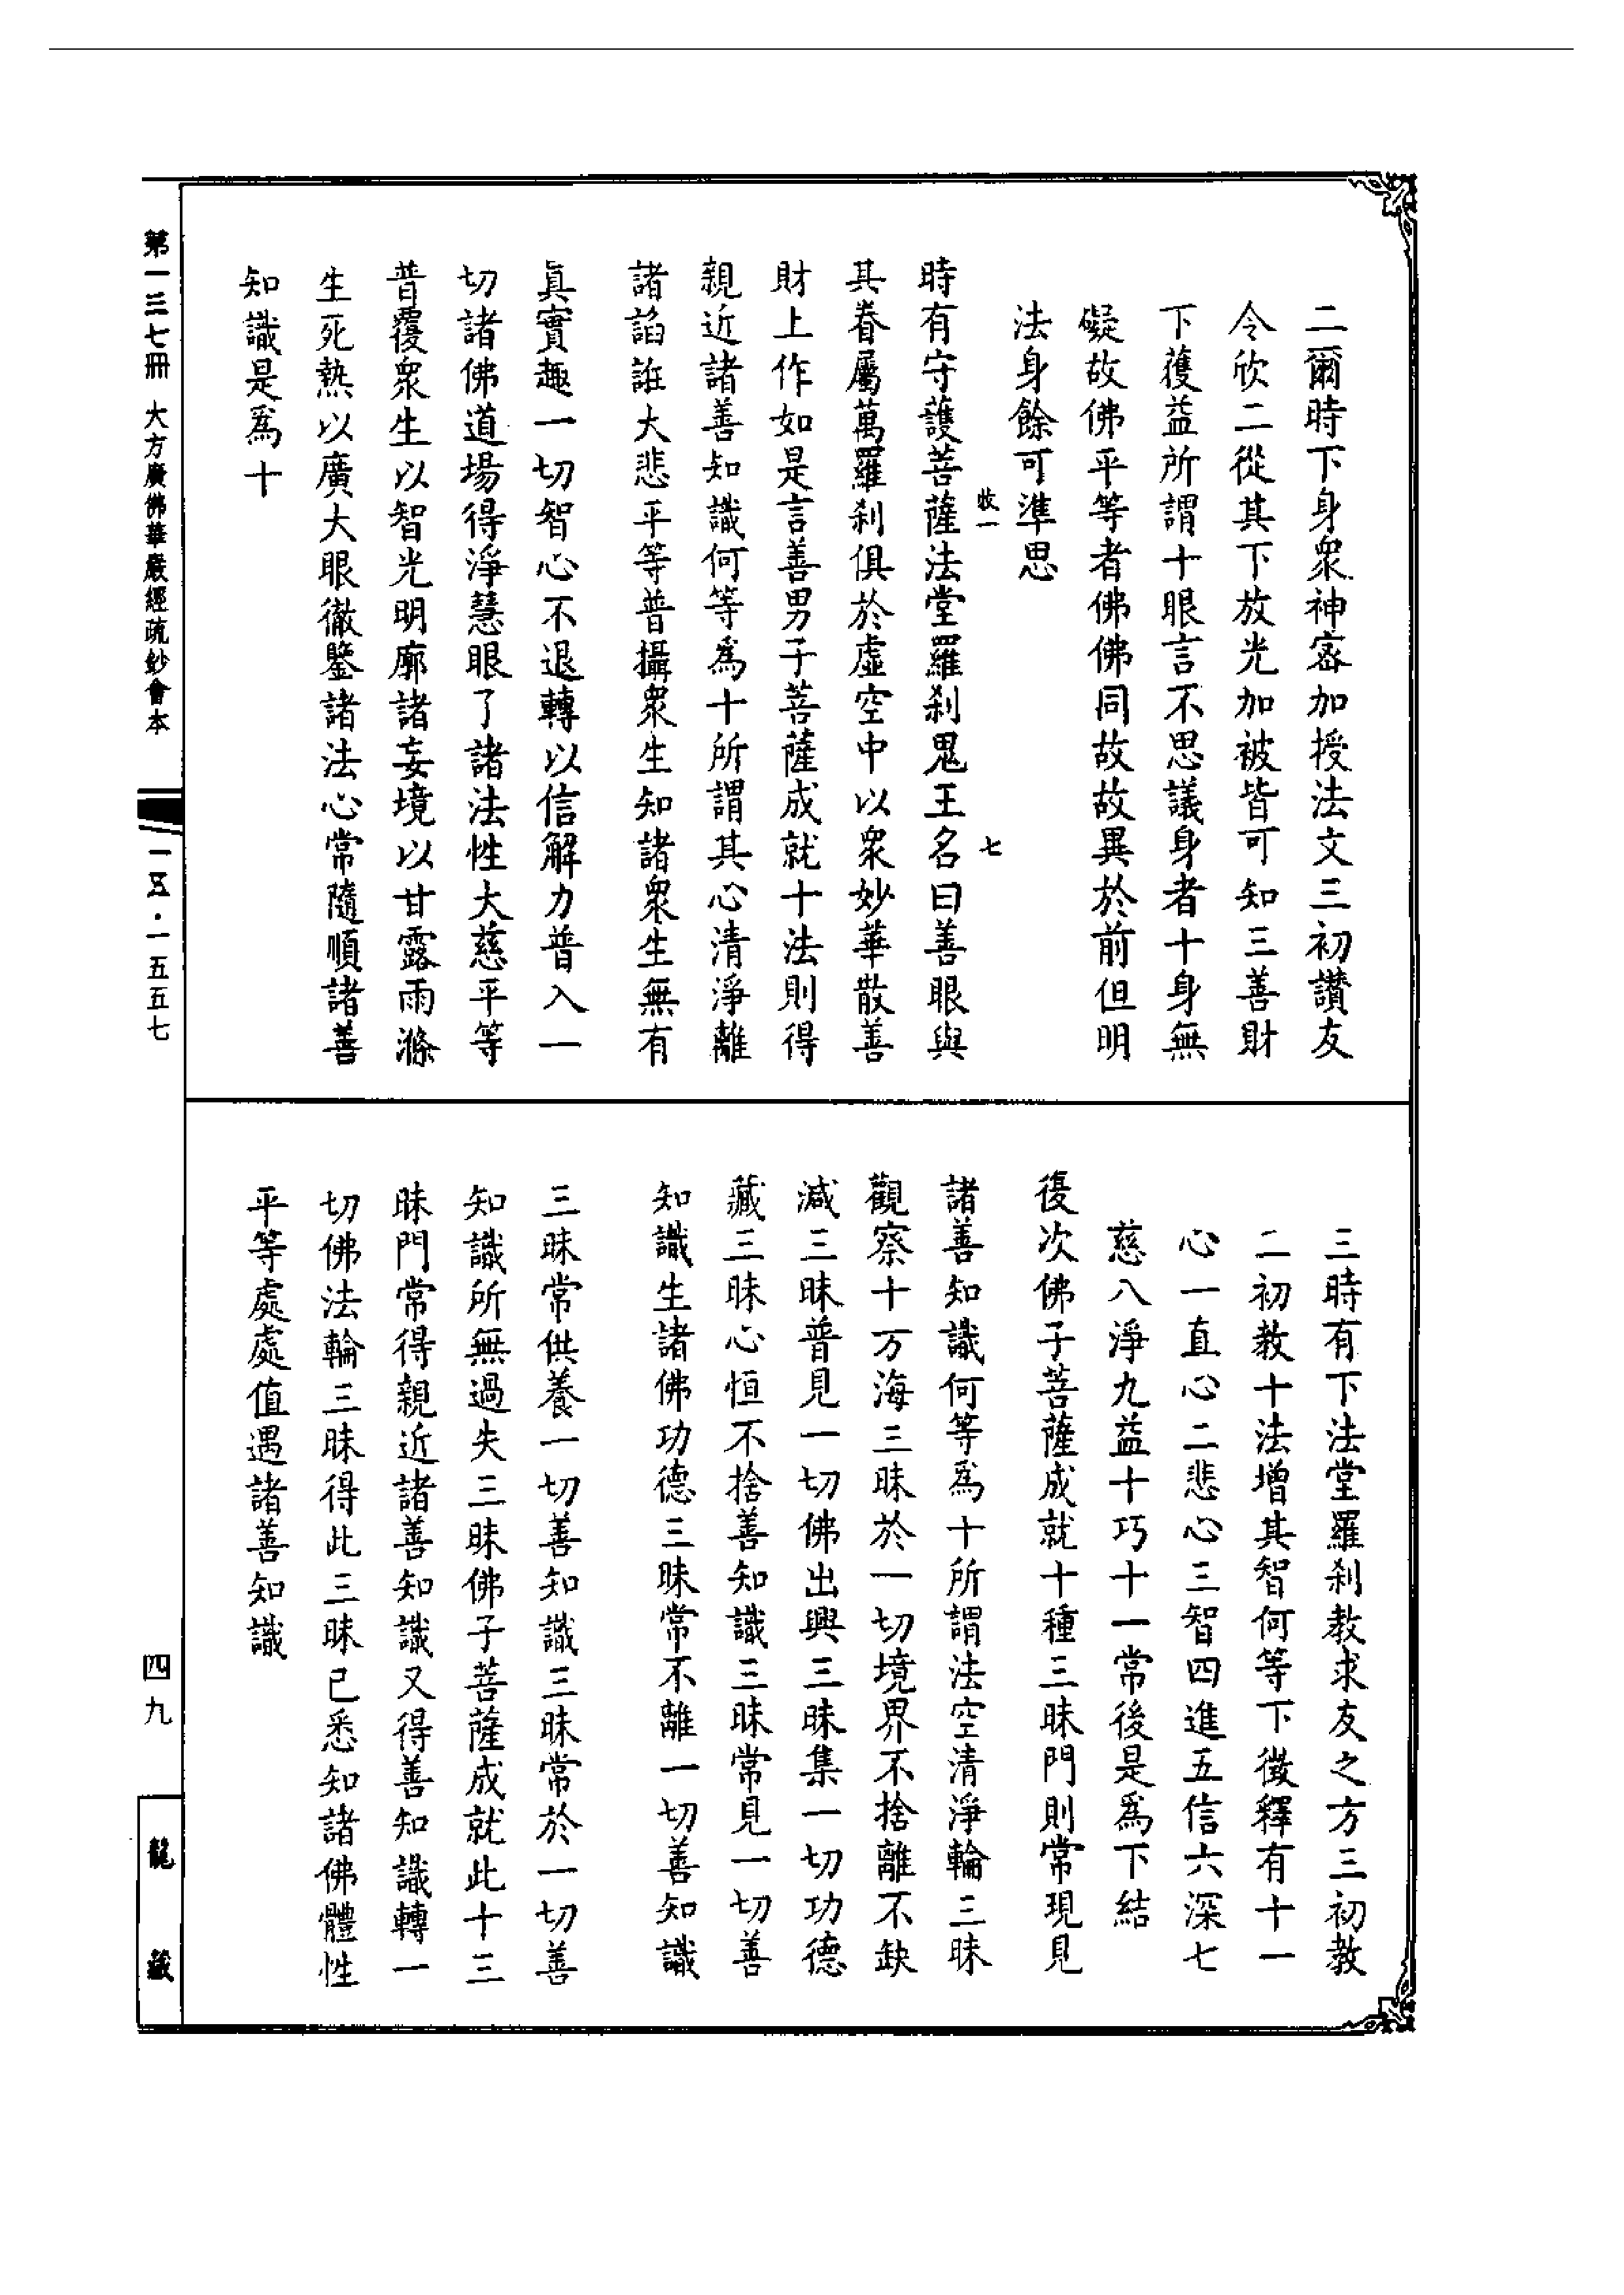 二爾時下身衆神密加授法文三初讚友
令欣二從其下放光加被皆可知三善財
下獲益所謂十眼言不思議身者十身無
礙故佛平等者佛佛同故故異於前但明
法身餘可準思
七
時有守護菩薩法堂羅刹鬼王名曰善眼與
其眷屬萬羅刹俱於虛空中以衆妙華散善
財上作如是言善男子菩薩成就十法則得
親近諸善知識何等爲十所謂其心清淨離
諸諂誑大悲平等普攝衆生知諸衆生無有
眞實趣一切智心不退轉以信解力普入一
切諸佛道場得淨慧眼了諸法性大慈平等
普覆衆生以智光明廓諸妄境以甘露雨滌
生死熱以廣大眼徹鑒諸法心常隨順諸善
知識是爲十
三時有下法堂羅刹教求友之方三初教
二初教十法增其智何等下徵釋有十一
心一直心二悲心三智四進五信六深七
慈八淨九益十巧十一常後是爲下結
復次佛子菩薩成就十種三昧門則常現見
諸善知識何等爲十所謂法空清淨輪三昧
觀察十方海三昧於一切境界不捨離不缺
減三昧普見一切佛出興三昧集一切功德
藏三昧心恒不捨善知識三昧常見一切善
知識生諸佛功德三昧常不離一切善知識
三昧常供養一切善知識三昧常於一切善
知識所無過失三昧佛子菩薩成就此十三
昧門常得親近諸善知識又得善知識轉一
切佛法輪三昧得此三昧已悉知諸佛體性
平等處處值遇諸善知識
第一三七冊 大方廣佛華嚴經疏鈔會本
一五五·一五五七
四九
龍藏